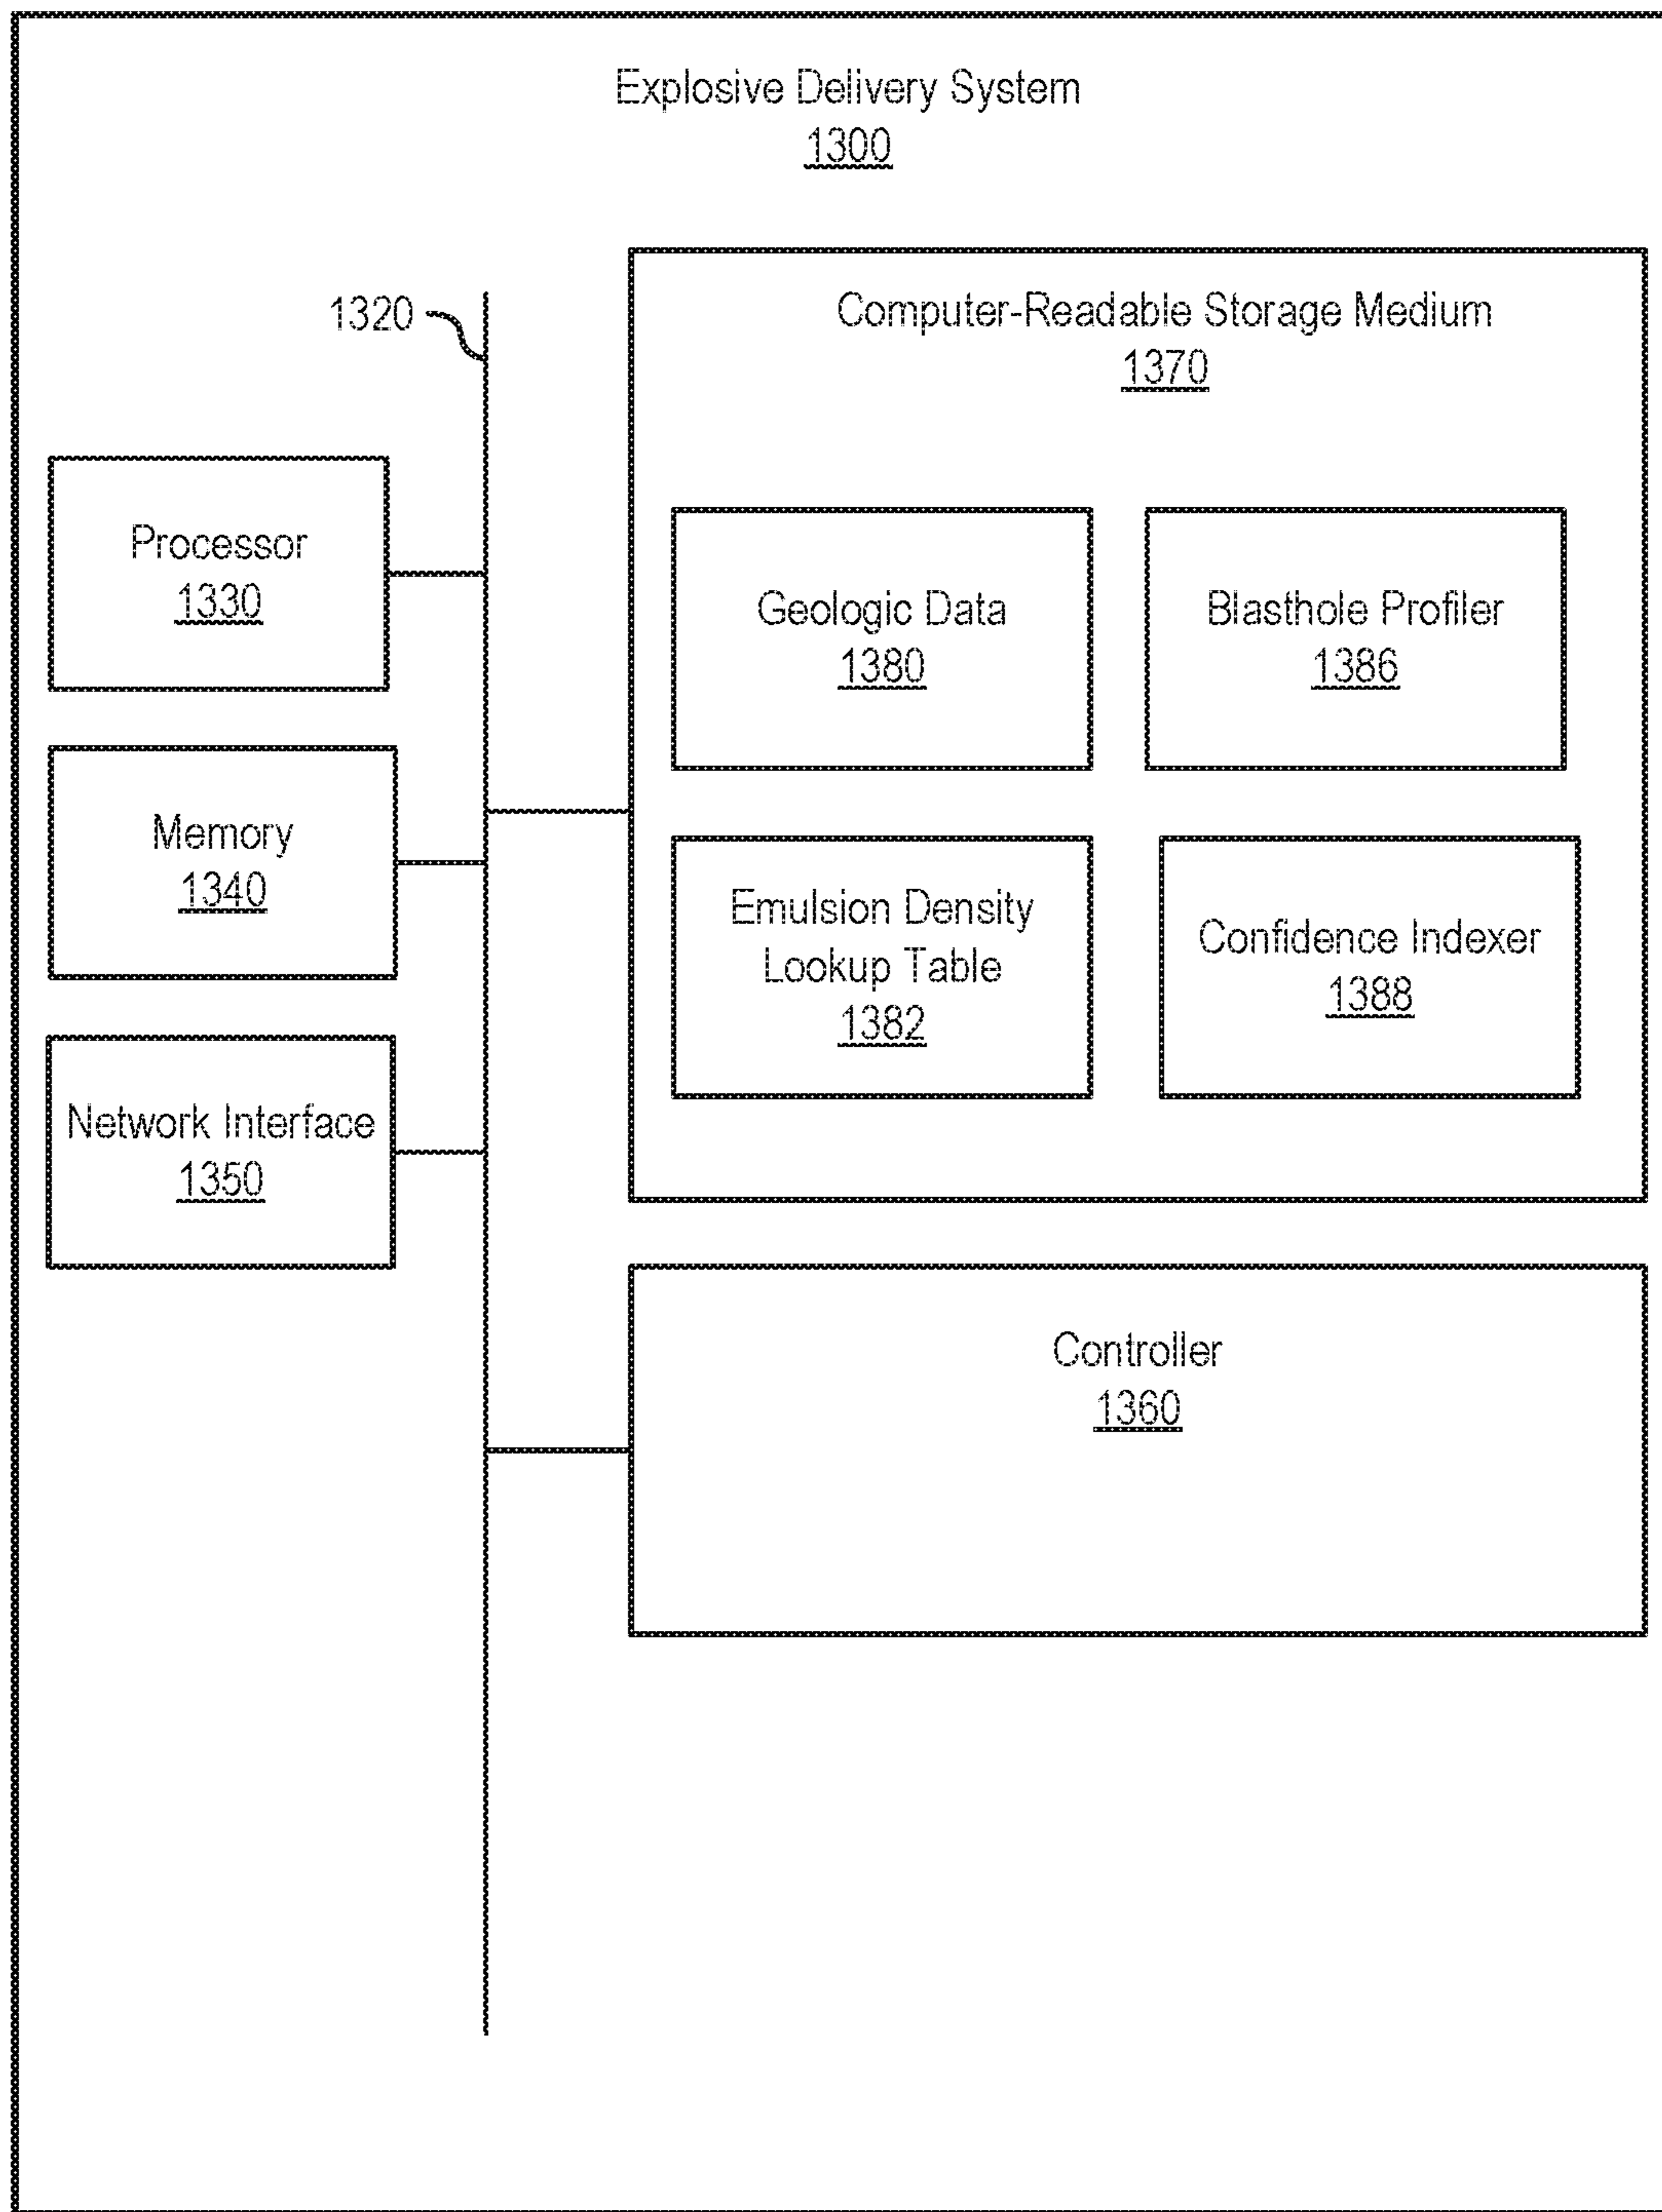 Explosive Delivery System
1300
1320
Computer-Readable Storage Medium
1370
Processor
1330
Geologic Data
1380
Blasthole Profiler
1386
Memory
1340
Emulsion Density
Lookup Table
1382
Confidence Indexer
1388
Network Interface
1350
Controller
1360